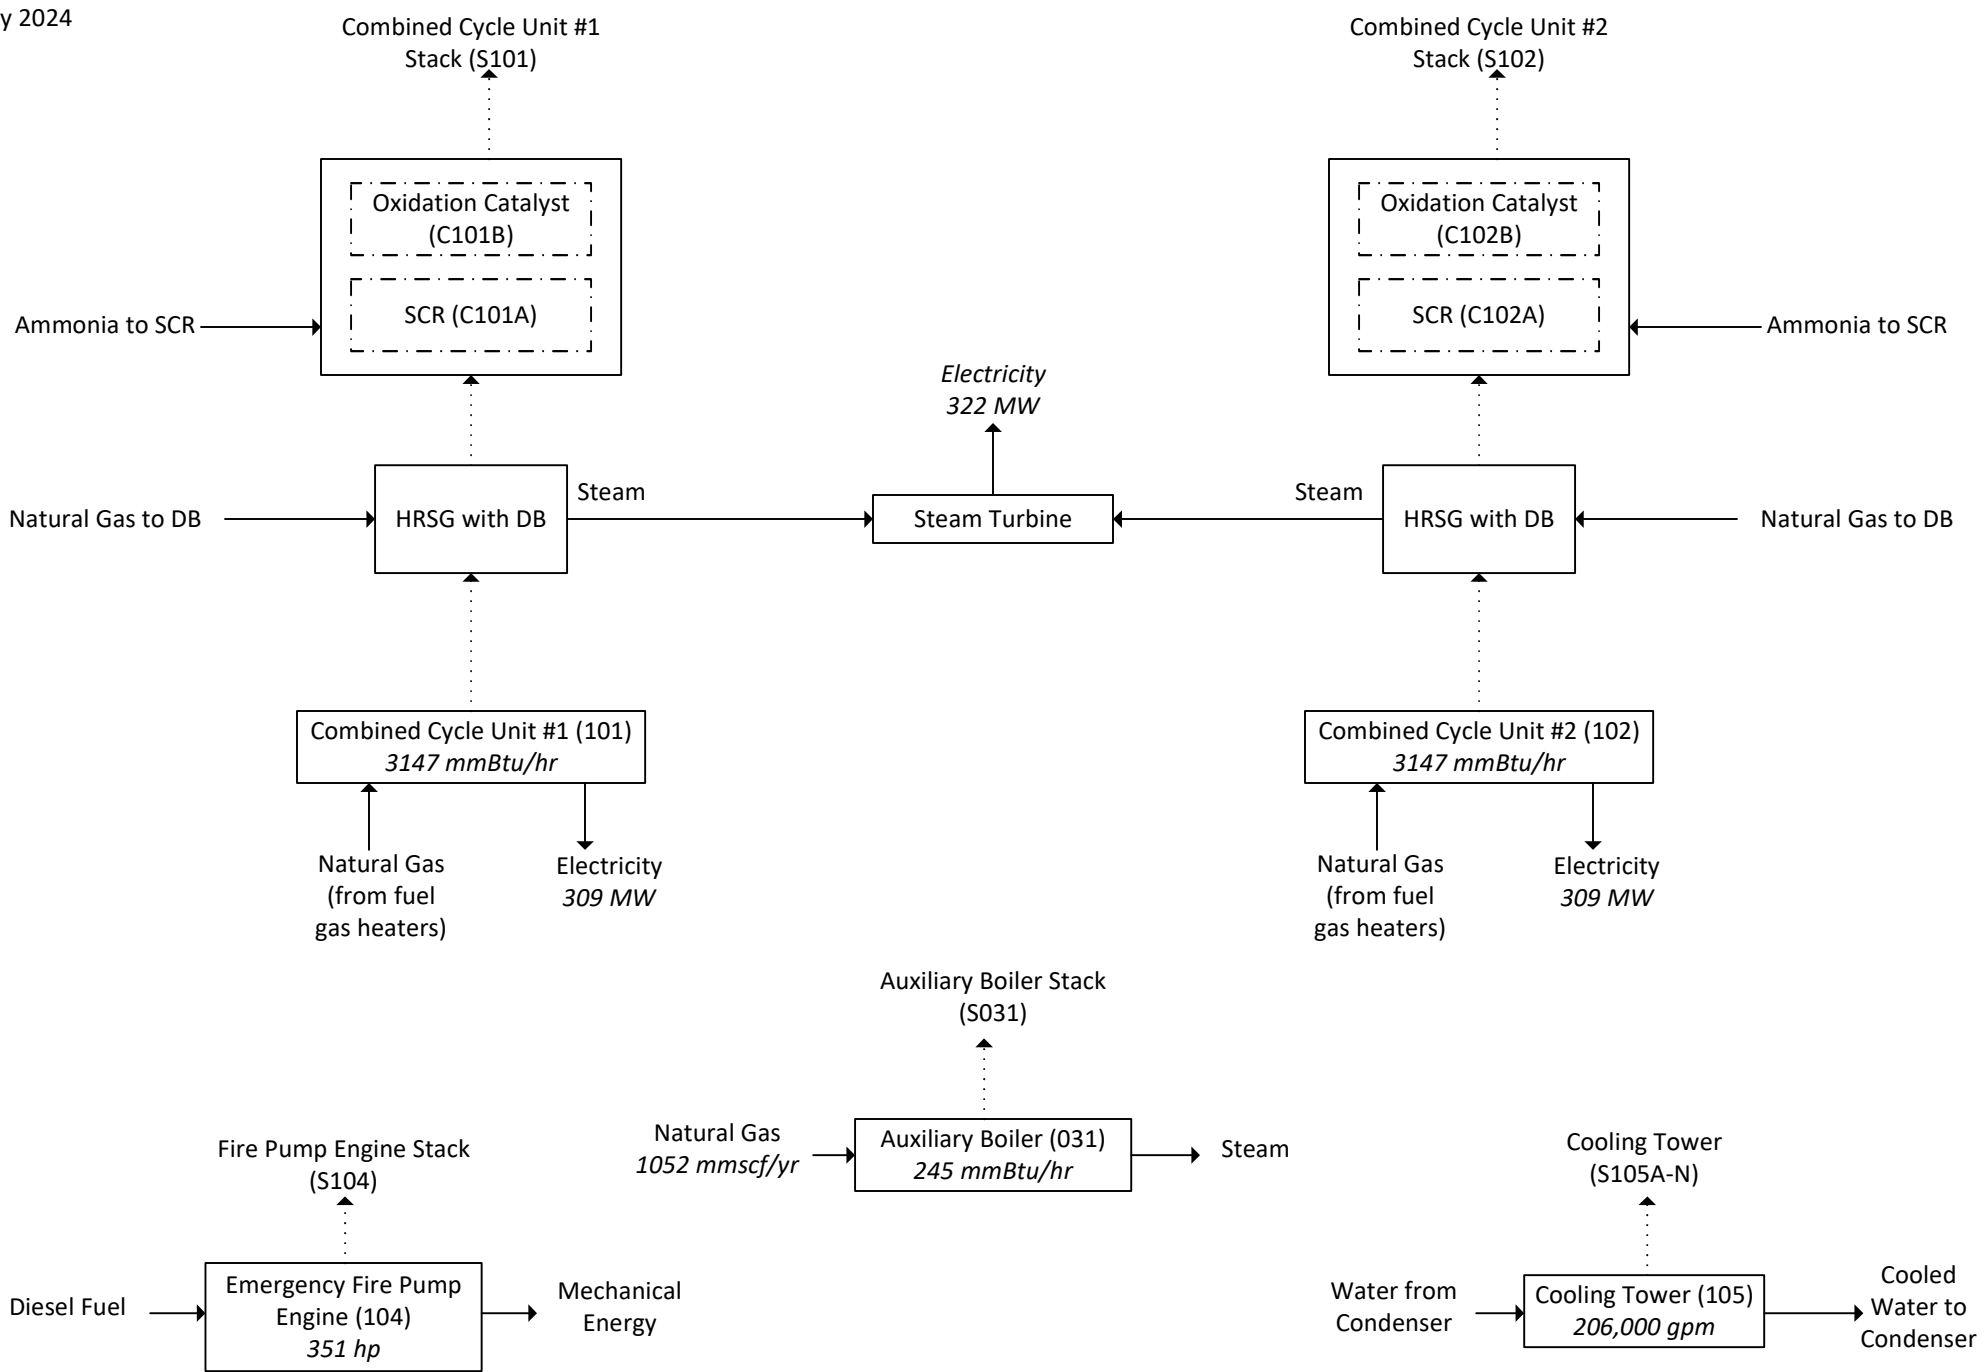 y 2024
Combined Cycle Unit #1
Stack (S101)
Combined Cycle Unit #2
Stack (S102)
Oxidation Catalyst
(C101B)
SCR (C101A)
Ammonia to SCR
Oxidation Catalyst
(C102B)
SCR (C102A)
Ammonia to SCR
Electricity
322 MW
Natural Gas to DB
HRSG with DB
Steam
Steam Turbine
Steam
HRSG with DB
Natural Gas to DB
Combined Cycle Unit #1 (101)
3147 mmBtu/hr
Combined Cycle Unit #2 (102)
3147 mmBtu/hr
Natural Gas
(from fuel
gas heaters)
Electricity
309 MW
Natural Gas
(from fuel
gas heaters)
Electricity
309 MW
Auxiliary Boiler Stack
(S031)
Natural Gas
1052 mmscf/yr
Auxiliary Boiler (031)
245 mmBtu/hr
Steam
Fire Pump Engine Stack
(S104)
Diesel Fuel
Emergency Fire Pump
Engine (104)
351 hp
Mechanical
Energy
Cooling Tower
(S105A-N)
Water from
Condenser
Cooling Tower (105)
206,000 gpm
Cooled
Water to
Condenser